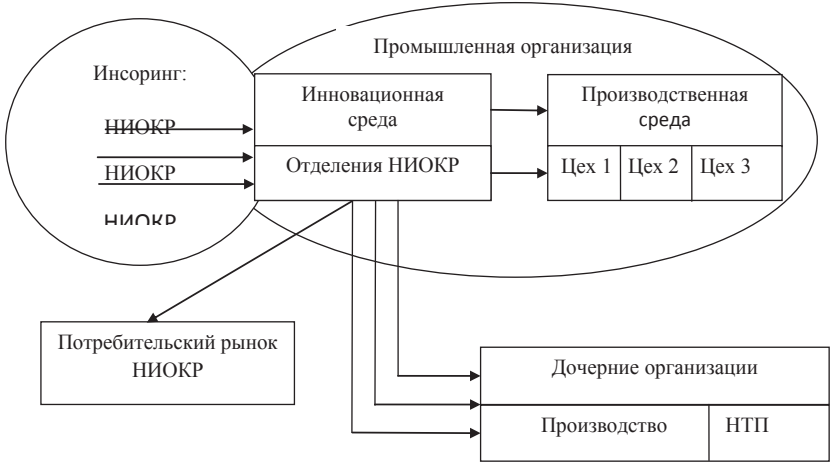 Промышленная организация
Инсоринг:
НИОКР
НИОКР
НИОКР
Инновационная
среда
Отделения НИОКР
Производственная
среда
Цех 1 Цех 2 Цех 3
Потребительский рынок
НИОКР
Дочерние организации
Производство НТП